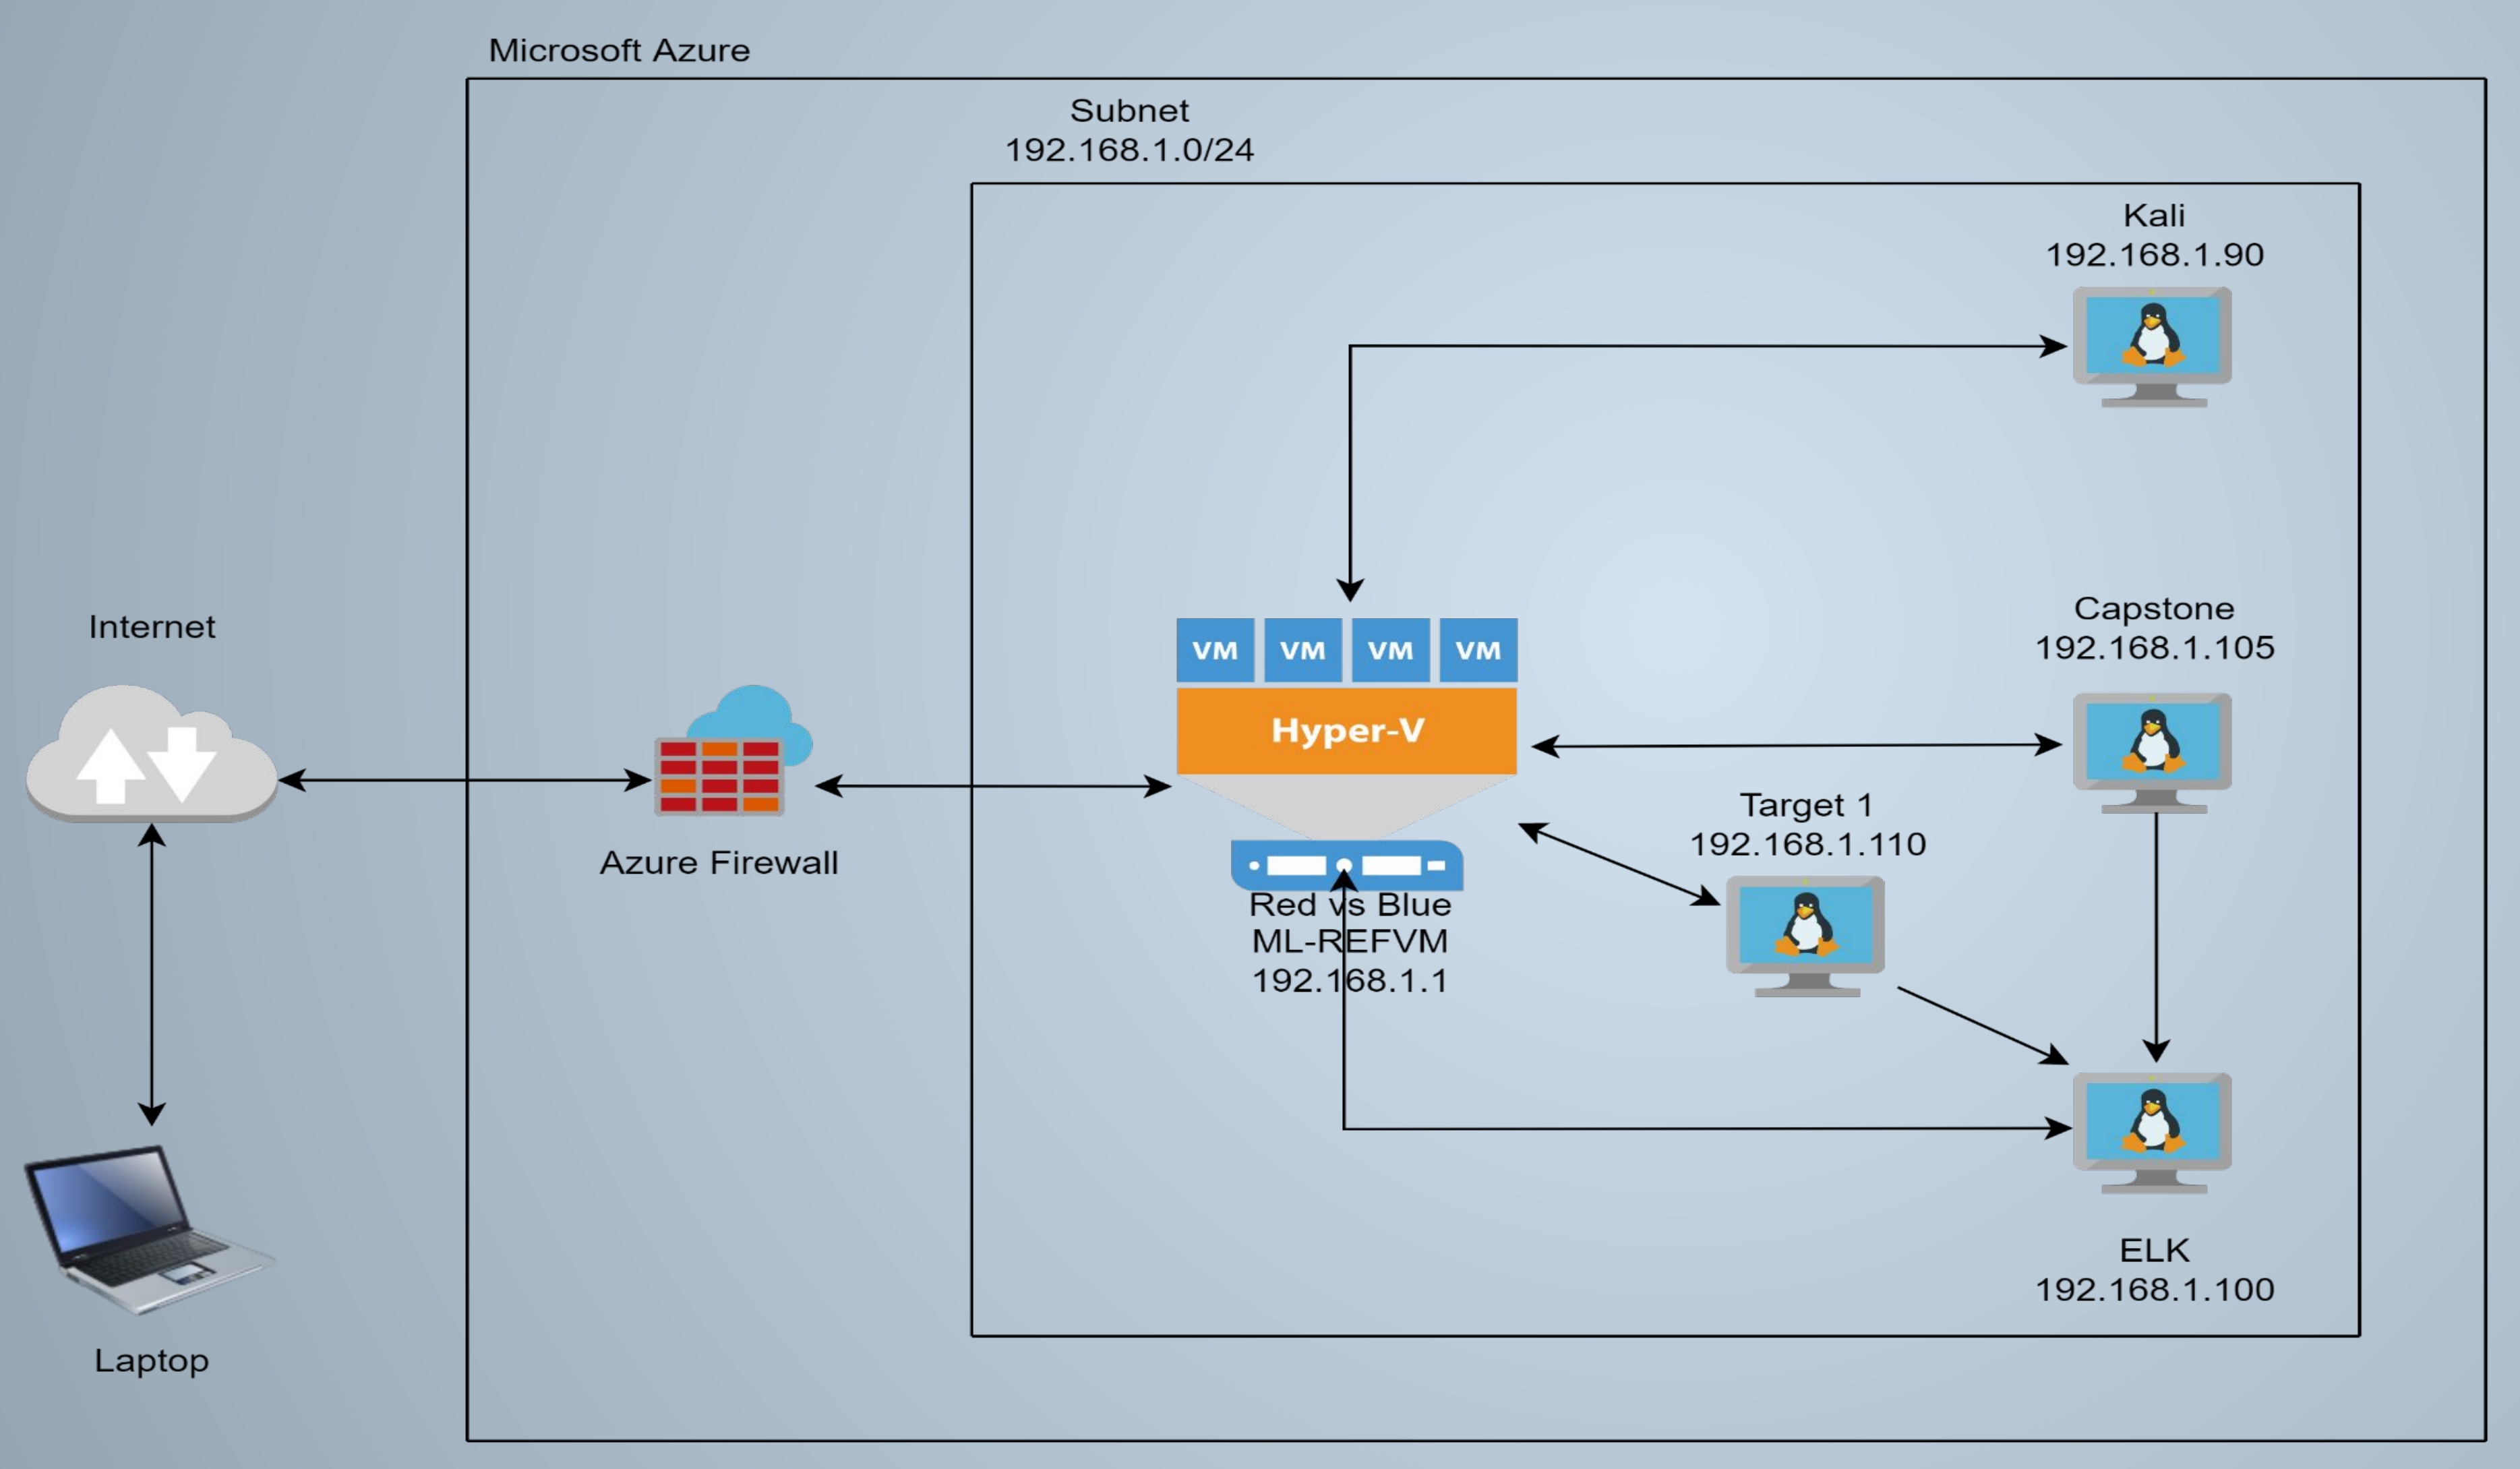 Microsoft Azure
Subnet
192.168.1.0/24
Kali
192.168.1.90
Internet
Azure Firewall
VM VM VM VM
Hyper-V
Red vs Blue
ML-REFVM
192.168.1.1
Capstone
192.168.1.105
Target 1
192.168.1.110
ELK
192.168.1.100
Laptop